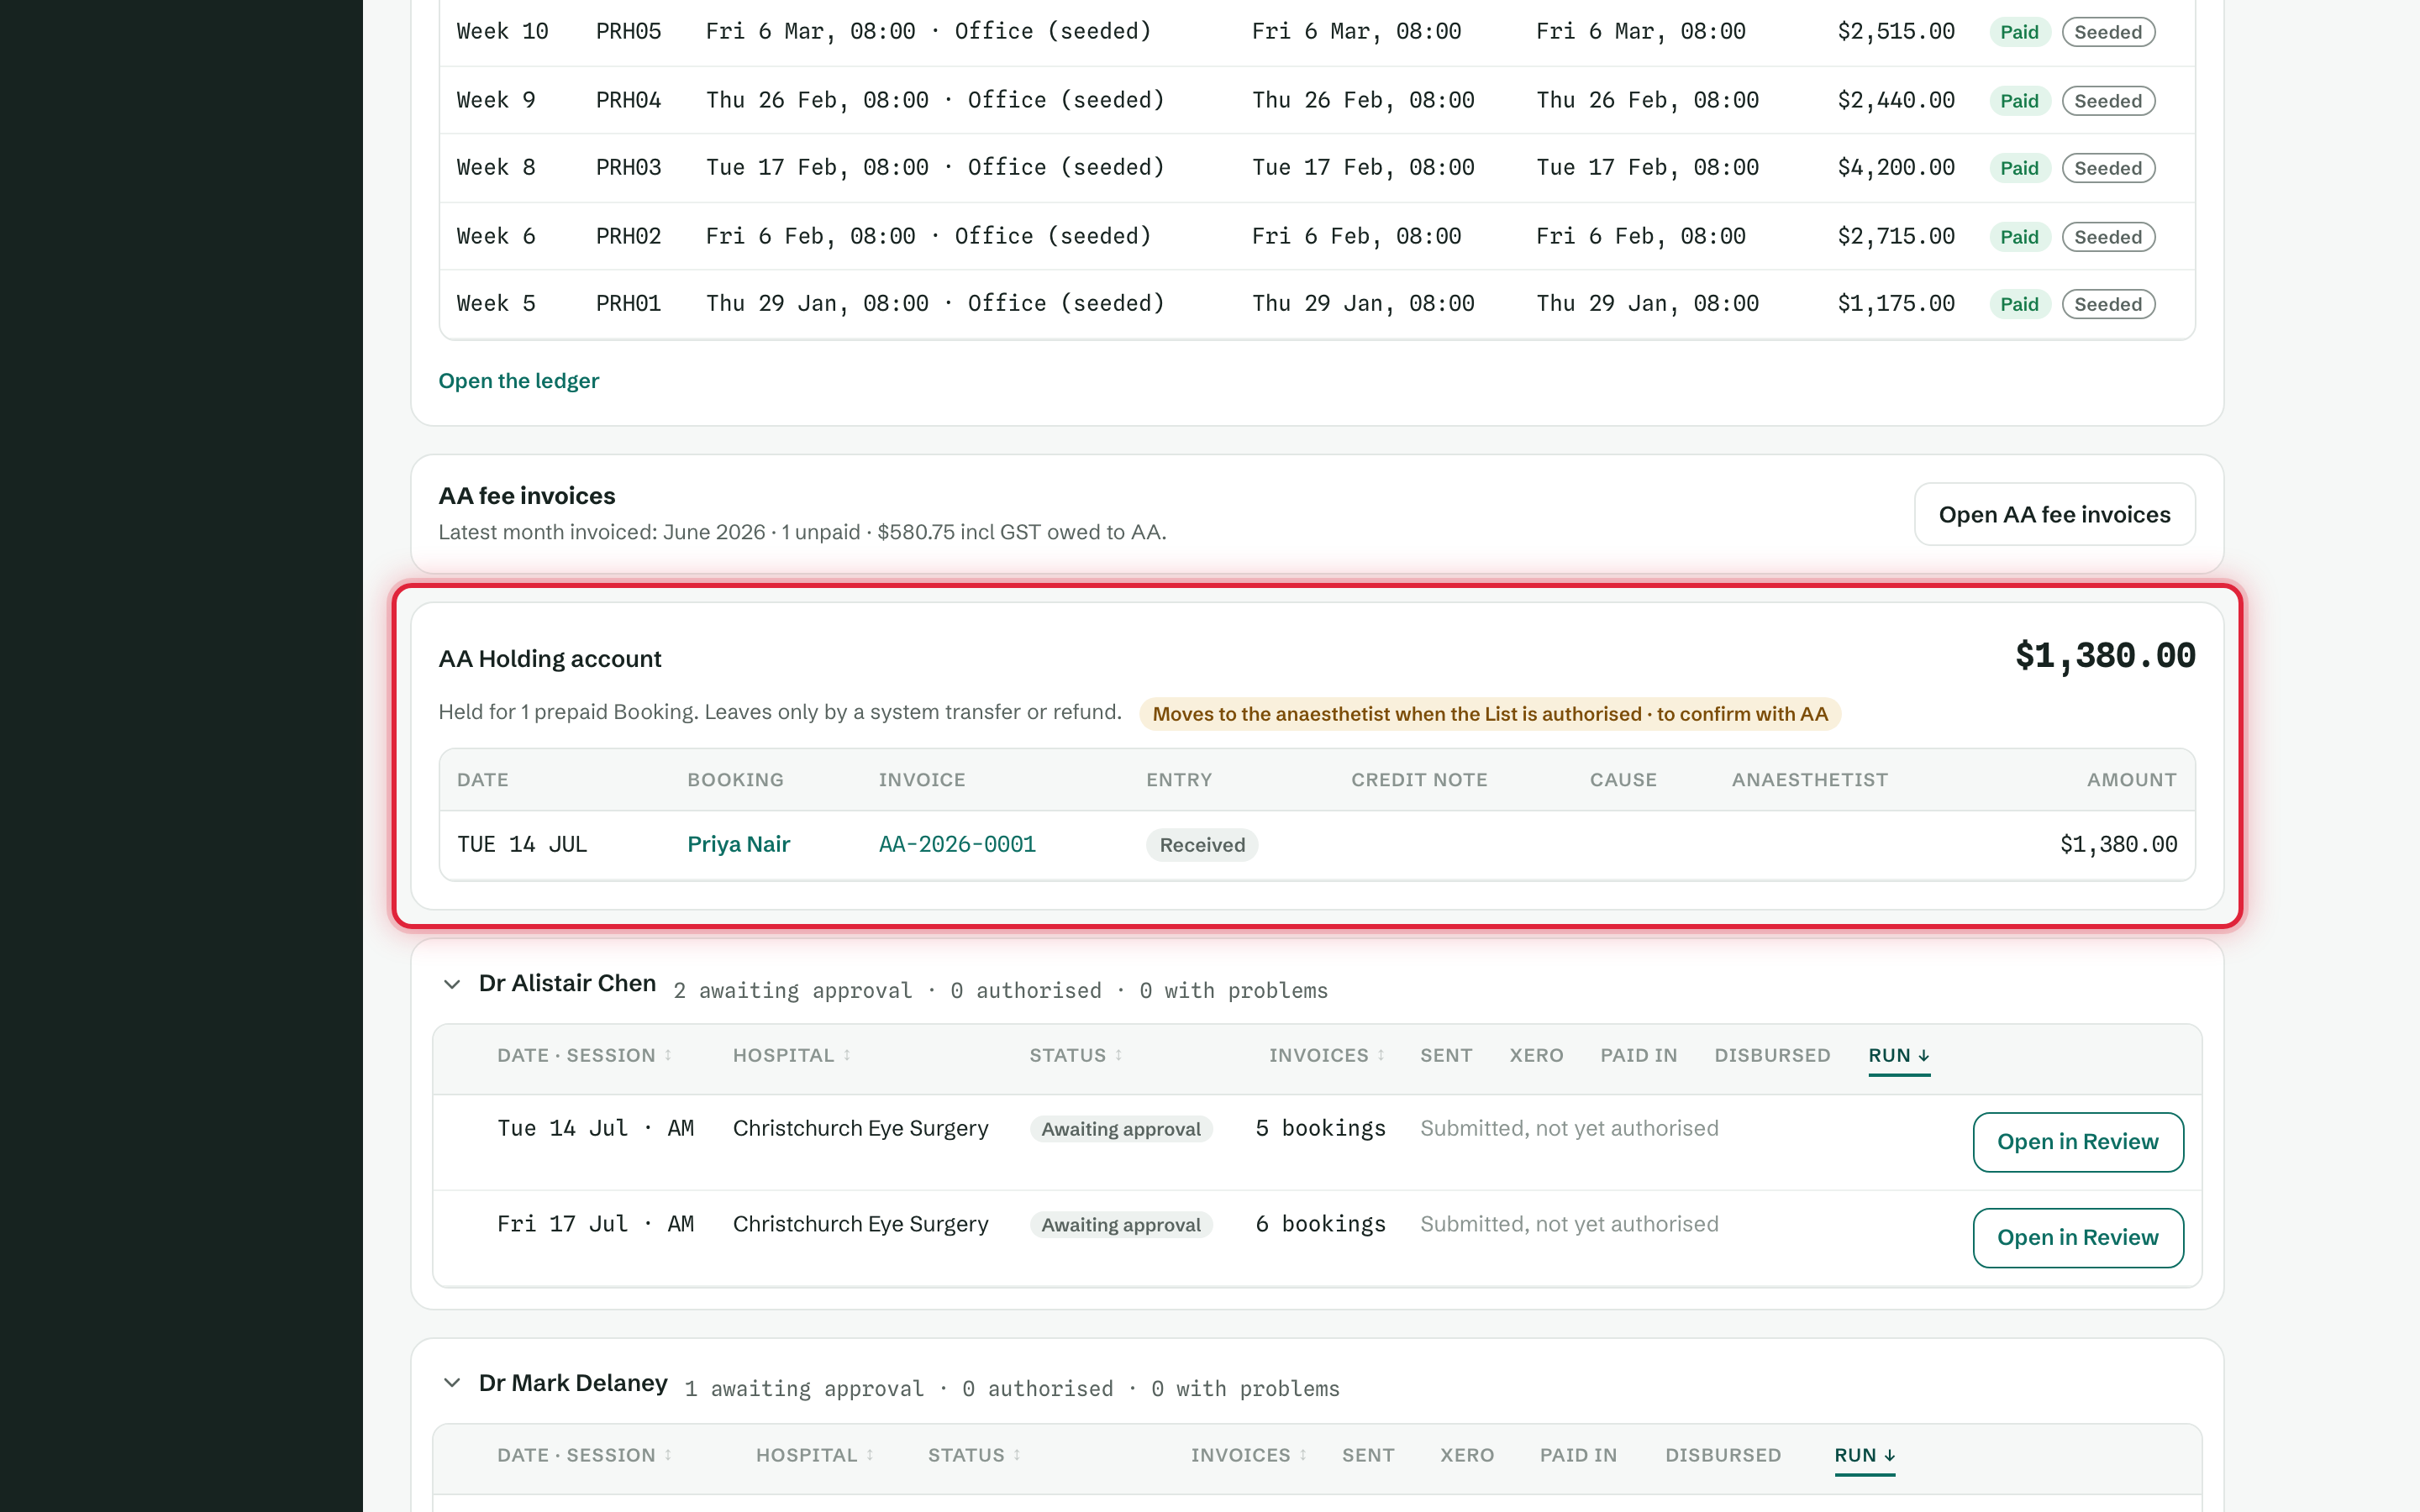 Week 10 PRH05 Fri 6 Mar, 08:00 · Office (seeded) Fri 6 Mar, 08:00 Fri 6 Mar, 08:00 $2,515.00 Paid Seeded
Week 9 PRH04 Thu 26 Feb, 08:00 · Office (seeded) Thu 26 Feb, 08:00 Thu 26 Feb, 08:00 $2,440.00 Paid Seeded
Week 8 PRH03 Tue 17 Feb, 08:00 · Office (seeded) Tue 17 Feb, 08:00 Tue 17 Feb, 08:00 $4,200.00 Paid Seeded
Week 6 PRH02 Fri 6 Feb, 08:00 · Office (seeded) Fri 6 Feb, 08:00 Fri 6 Feb, 08:00 $2,715.00 Paid Seeded
Week 5 PRH01 Thu 29 Jan, 08:00 · Office (seeded) Thu 29 Jan, 08:00 Thu 29 Jan, 08:00 $1,175.00 Paid Seeded
Open the ledger
AA fee invoices
Latest month invoiced: June 2026 · 1 unpaid · $580.75 incl GST owed to AA.
Open AA fee invoices
AA Holding account $1,380.00
Held for 1 prepaid Booking. Leaves only by a system transfer or refund. Moves to the anaesthetist when the List is authorised · to confirm with AA
DATE BOOKING INVOICE ENTRY CREDIT NOTE CAUSE ANAESTHETIST AMOUNT
TUE 14 JUL Priya Nair AA-2026-0001 Received $1,380.00
Dr Alistair Chen 2 awaiting approval · 0 authorised · 0 with problems
DATE · SESSION ↕ HOSPITAL ↕ STATUS ↕ INVOICES ↕ SENT XERO PAID IN DISBURSED RUN ↓
Tue 14 Jul · AM Christchurch Eye Surgery Awaiting approval 5 bookings Submitted, not yet authorised Open in Review
Fri 17 Jul · AM Christchurch Eye Surgery Awaiting approval 6 bookings Submitted, not yet authorised Open in Review
Dr Mark Delaney 1 awaiting approval · 0 authorised · 0 with problems
DATE · SESSION ↕ HOSPITAL ↕ STATUS ↕ INVOICES ↕ SENT XERO PAID IN DISBURSED RUN ↓